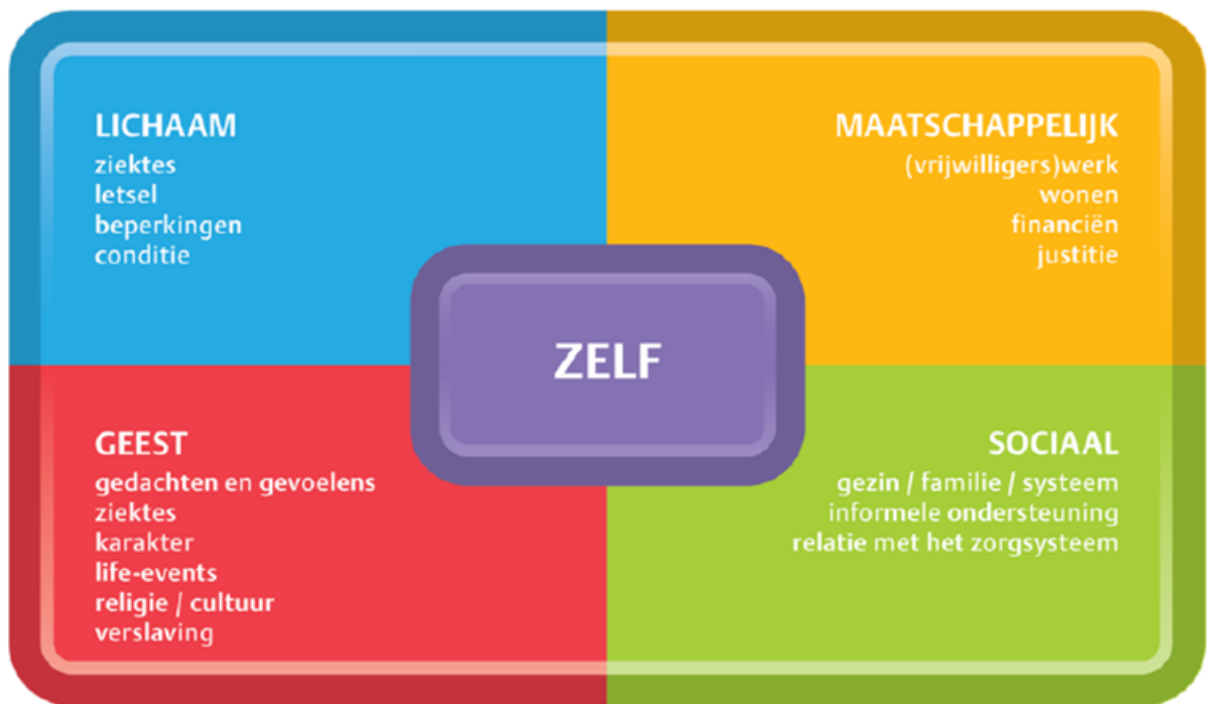 LICHAAM
ziektes
letsel
beperkingen
conditie
MAATSCHAPPELIJK
(vrijwilligers)werk
wonen
financiën
justitie
ZELF
GEEST
gedachten en gevoelens
ziektes
karakter
life-events
religie / cultuur
verslaving
SOCIAAL
gezin / familie / systeem
informele ondersteuning
relatie met het zorgsysteem